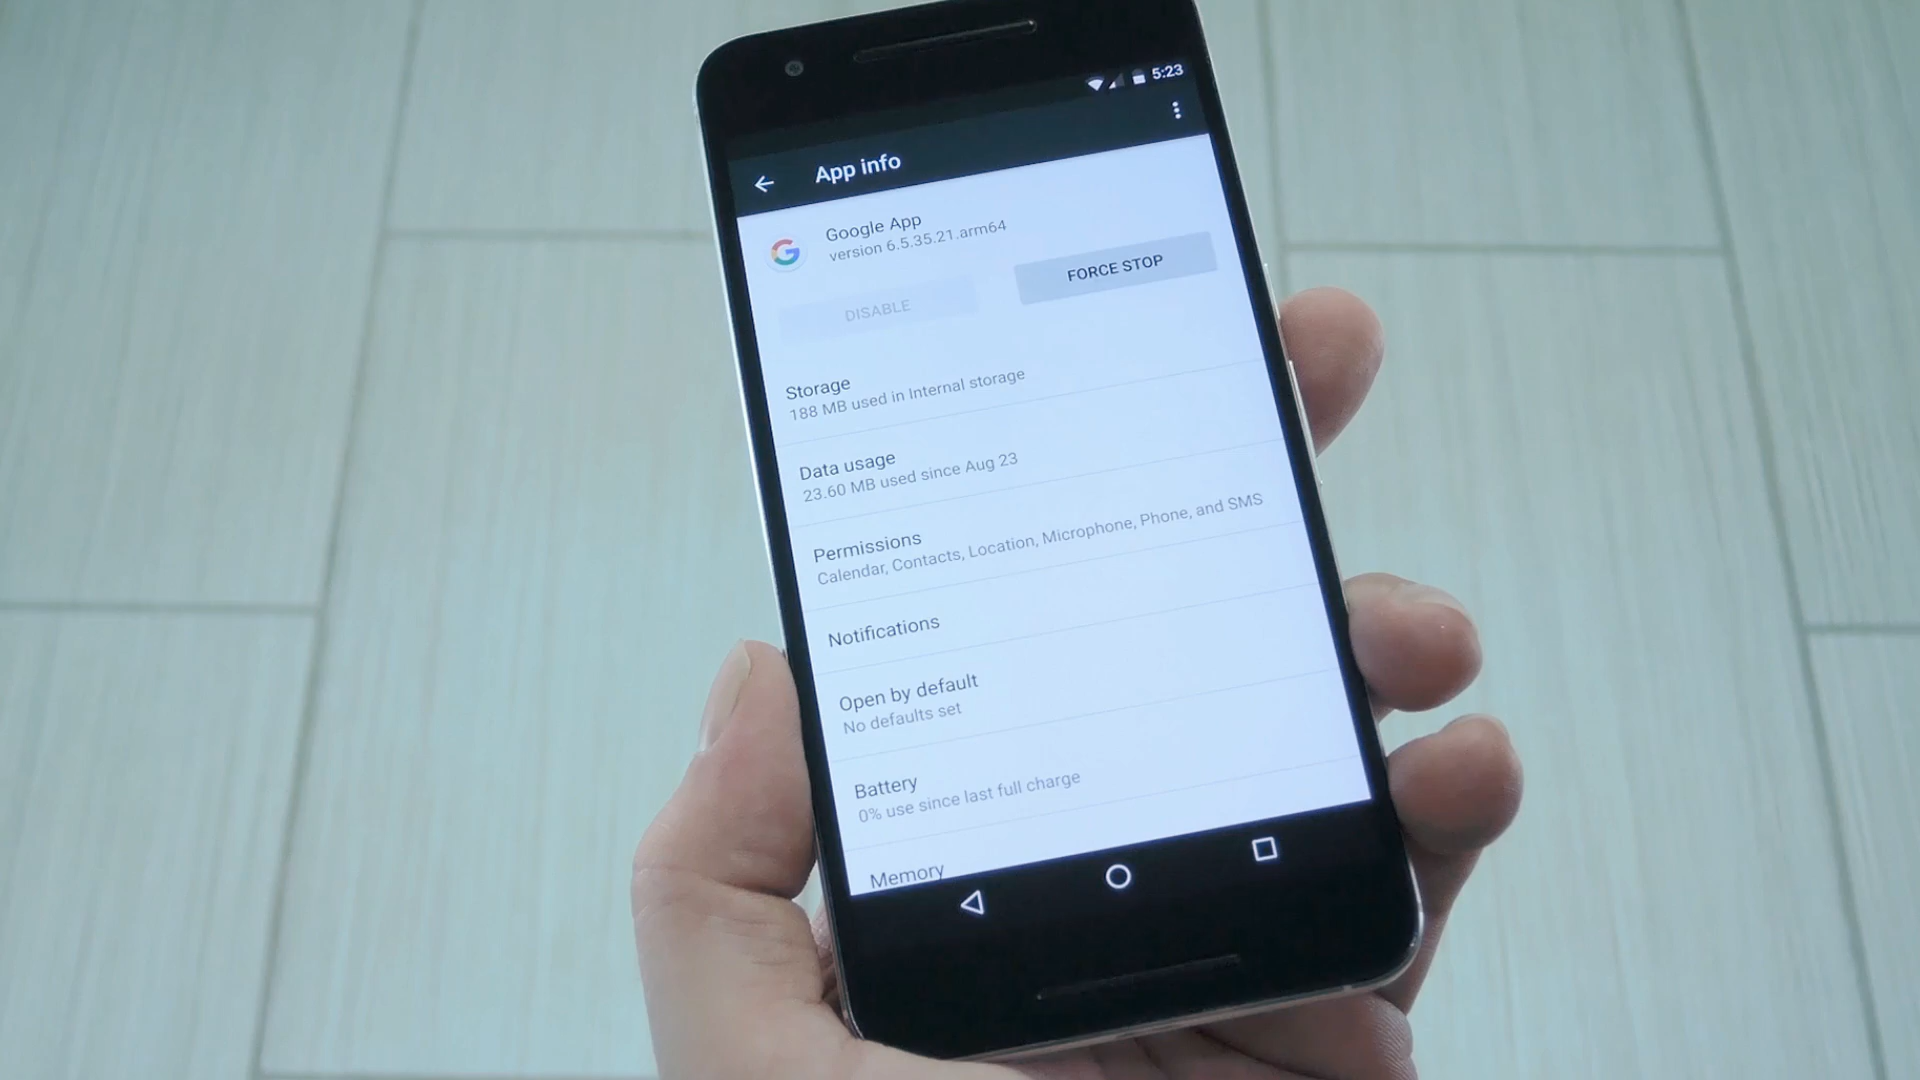 5:23
App info
Google App
version 6.5.35.21.arm64
DISABLE
FORCE STOP
Storage
188 MB used in Internal storage
Data usage
23.60 MB used since Aug 23
Permissions
Calendar, Contacts, Location, Microphone, Phone, and SMS
Notifications
Open by default
No defaults set
Battery
0% use since last full charge
Memory